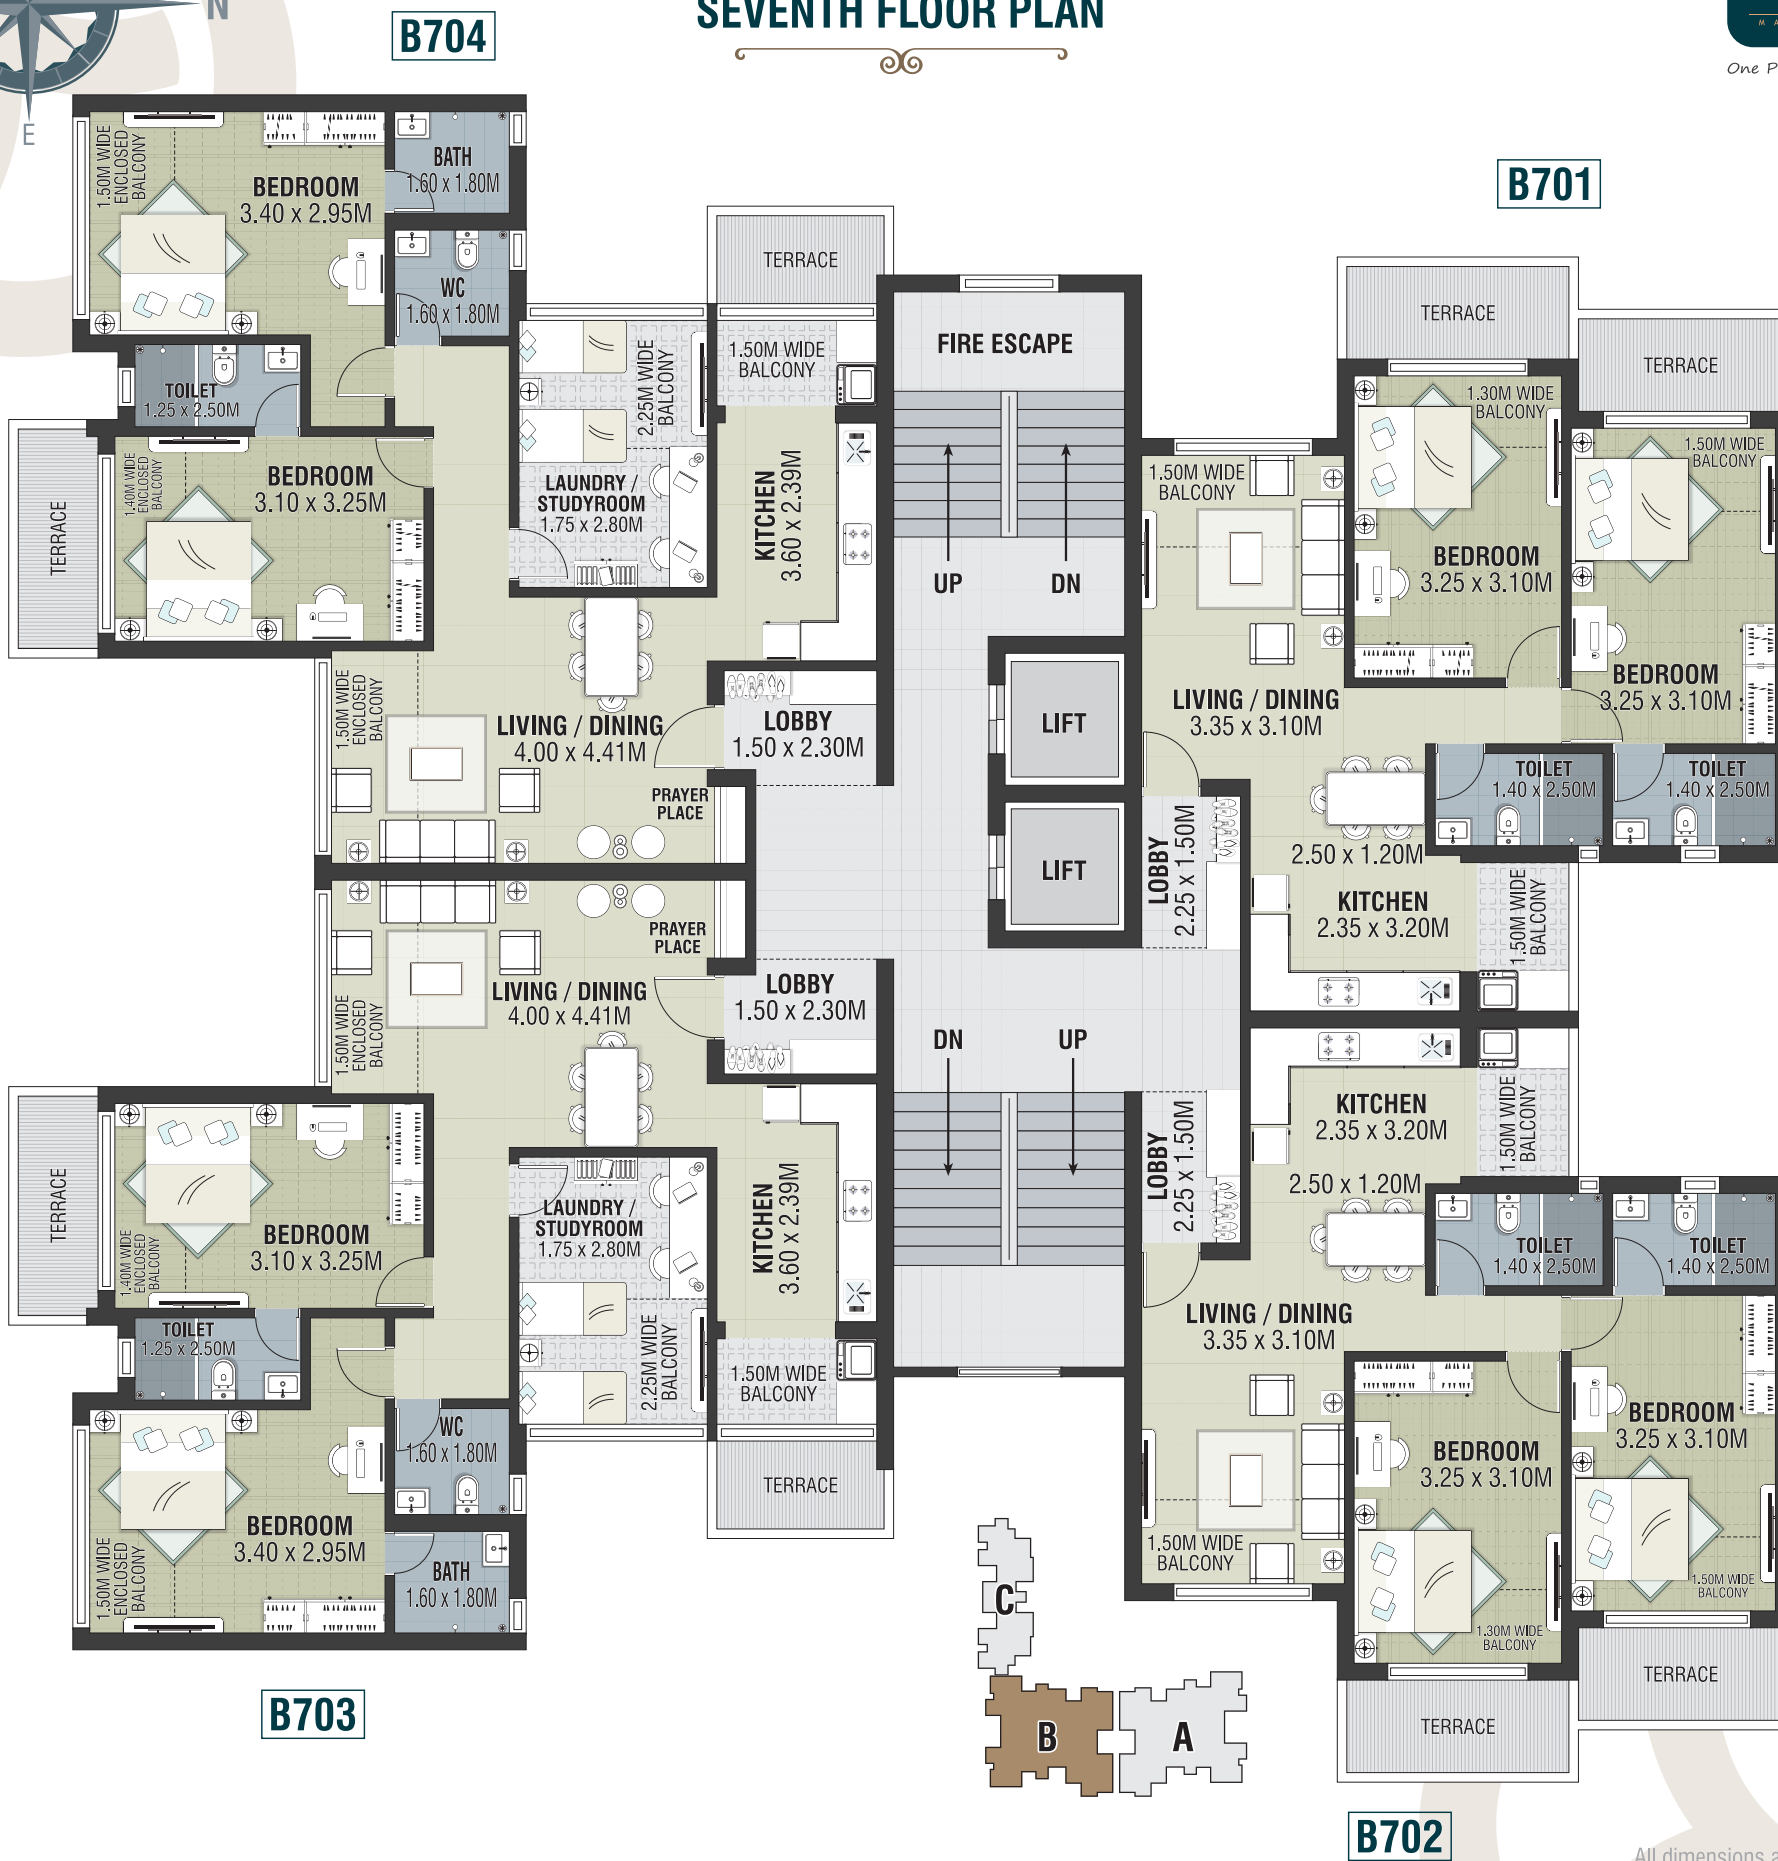 SEVENTH FLOOR PLAN
N
E
One P
B704
B701
1.50M WIDE
ENCLOSED
BALCONY
BEDROOM
3.40 x 2.95M
BATH
1.60 x 1.80M
WC
1.60 x 1.80M
TOILET
1.25 x 2.50M
TERRACE
1.40M WIDE
ENCLOSED
BALCONY
BEDROOM
3.10 x 3.25M
2.25M WIDE
BALCONY
LAUNDRY /
STUDYROOM
1.75 x 2.80M
TERRACE
1.50M WIDE
BALCONY
KITCHEN
3.60 x 2.39M
1.50M WIDE
ENCLOSED
BALCONY
LIVING / DINING
4.00 x 4.41M
LOBBY
1.50 x 2.30M
PRAYER
PLACE
FIRE ESCAPE
UP
DN
LIFT
LIFT
DN
UP
TERRACE
TERRACE
1.30M WIDE
BALCONY
1.50M WIDE
BALCONY
1.50M WIDE
BALCONY
BEDROOM
3.25 x 3.10M
BEDROOM
3.25 x 3.10M
LIVING / DINING
3.35 x 3.10M
TOILET
1.40 x 2.50M
TOILET
1.40 x 2.50M
LOBBY
2.25 x 1.50M
2.50 x 1.20M
KITCHEN
2.35 x 3.20M
1.50M WIDE
BALCONY
PRAYER
PLACE
LIVING / DINING
4.00 x 4.41M
LOBBY
1.50 x 2.30M
1.50M WIDE
ENCLOSED
BALCONY
TERRACE
1.40M WIDE
ENCLOSED
BALCONY
BEDROOM
3.10 x 3.25M
LAUNDRY /
STUDYROOM
1.75 x 2.80M
2.25M WIDE
BALCONY
KITCHEN
3.60 x 2.39M
1.50M WIDE
BALCONY
TERRACE
TOILET
1.25 x 2.50M
WC
1.60 x 1.80M
BEDROOM
3.40 x 2.95M
BATH
1.60 x 1.80M
1.50M WIDE
ENCLOSED
BALCONY
KITCHEN
2.35 x 3.20M
1.50M WIDE
BALCONY
2.50 x 1.20M
LOBBY
2.25 x 1.50M
TOILET
1.40 x 2.50M
TOILET
1.40 x 2.50M
LIVING / DINING
3.35 x 3.10M
BEDROOM
3.25 x 3.10M
BEDROOM
3.25 x 3.10M
1.50M WIDE
BALCONY
1.50M WIDE
BALCONY
1.30M WIDE
BALCONY
TERRACE
TERRACE
C
B
A
B703
B702
All dimensions a